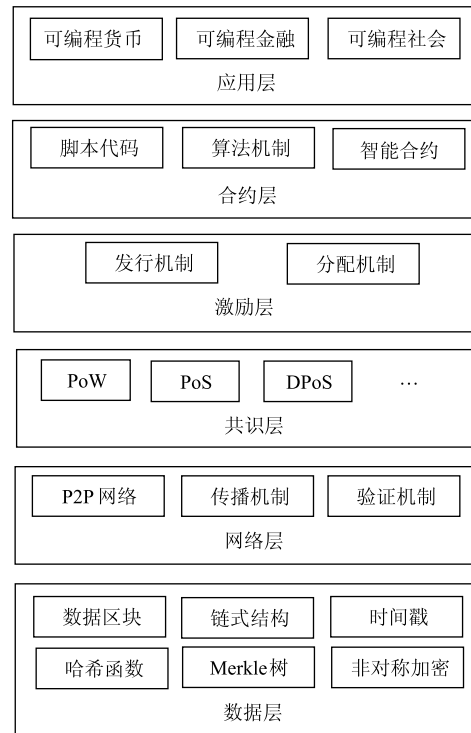 可编程货币 可编程金融 可编程社会
应用层
脚本代码 算法机制 智能合约
合约层
发行机制 分配机制
激励层
PoW PoS DPoS …
共识层
P2P 网络 传播机制 验证机制
网络层
数据区块 链式结构 时间戳
哈希函数 Merkle树 非对称加密
数据层